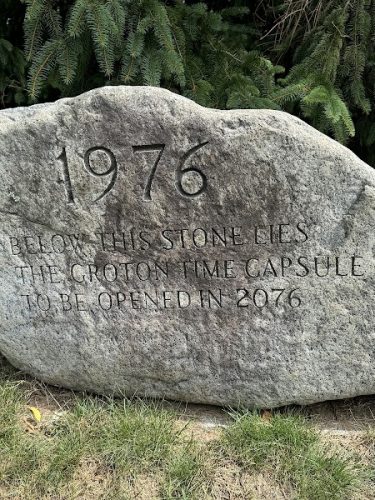 1976
BELOW THIS STONE LIES
THE GROTON TIME CAPSULE
TO BE OPENED IN 2076